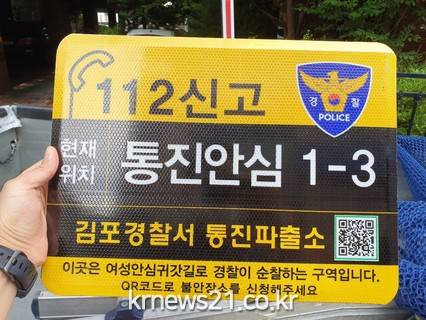 112신고
경찰
POLICE
현재
위치
통진안심 1-3
김포경찰서 통진파출소
이곳은 여성안심귀갓길로 경찰이 순찰하는 구역입니다.
QR코드로 불안장소를 신청해주세요
krnews21.co.kr